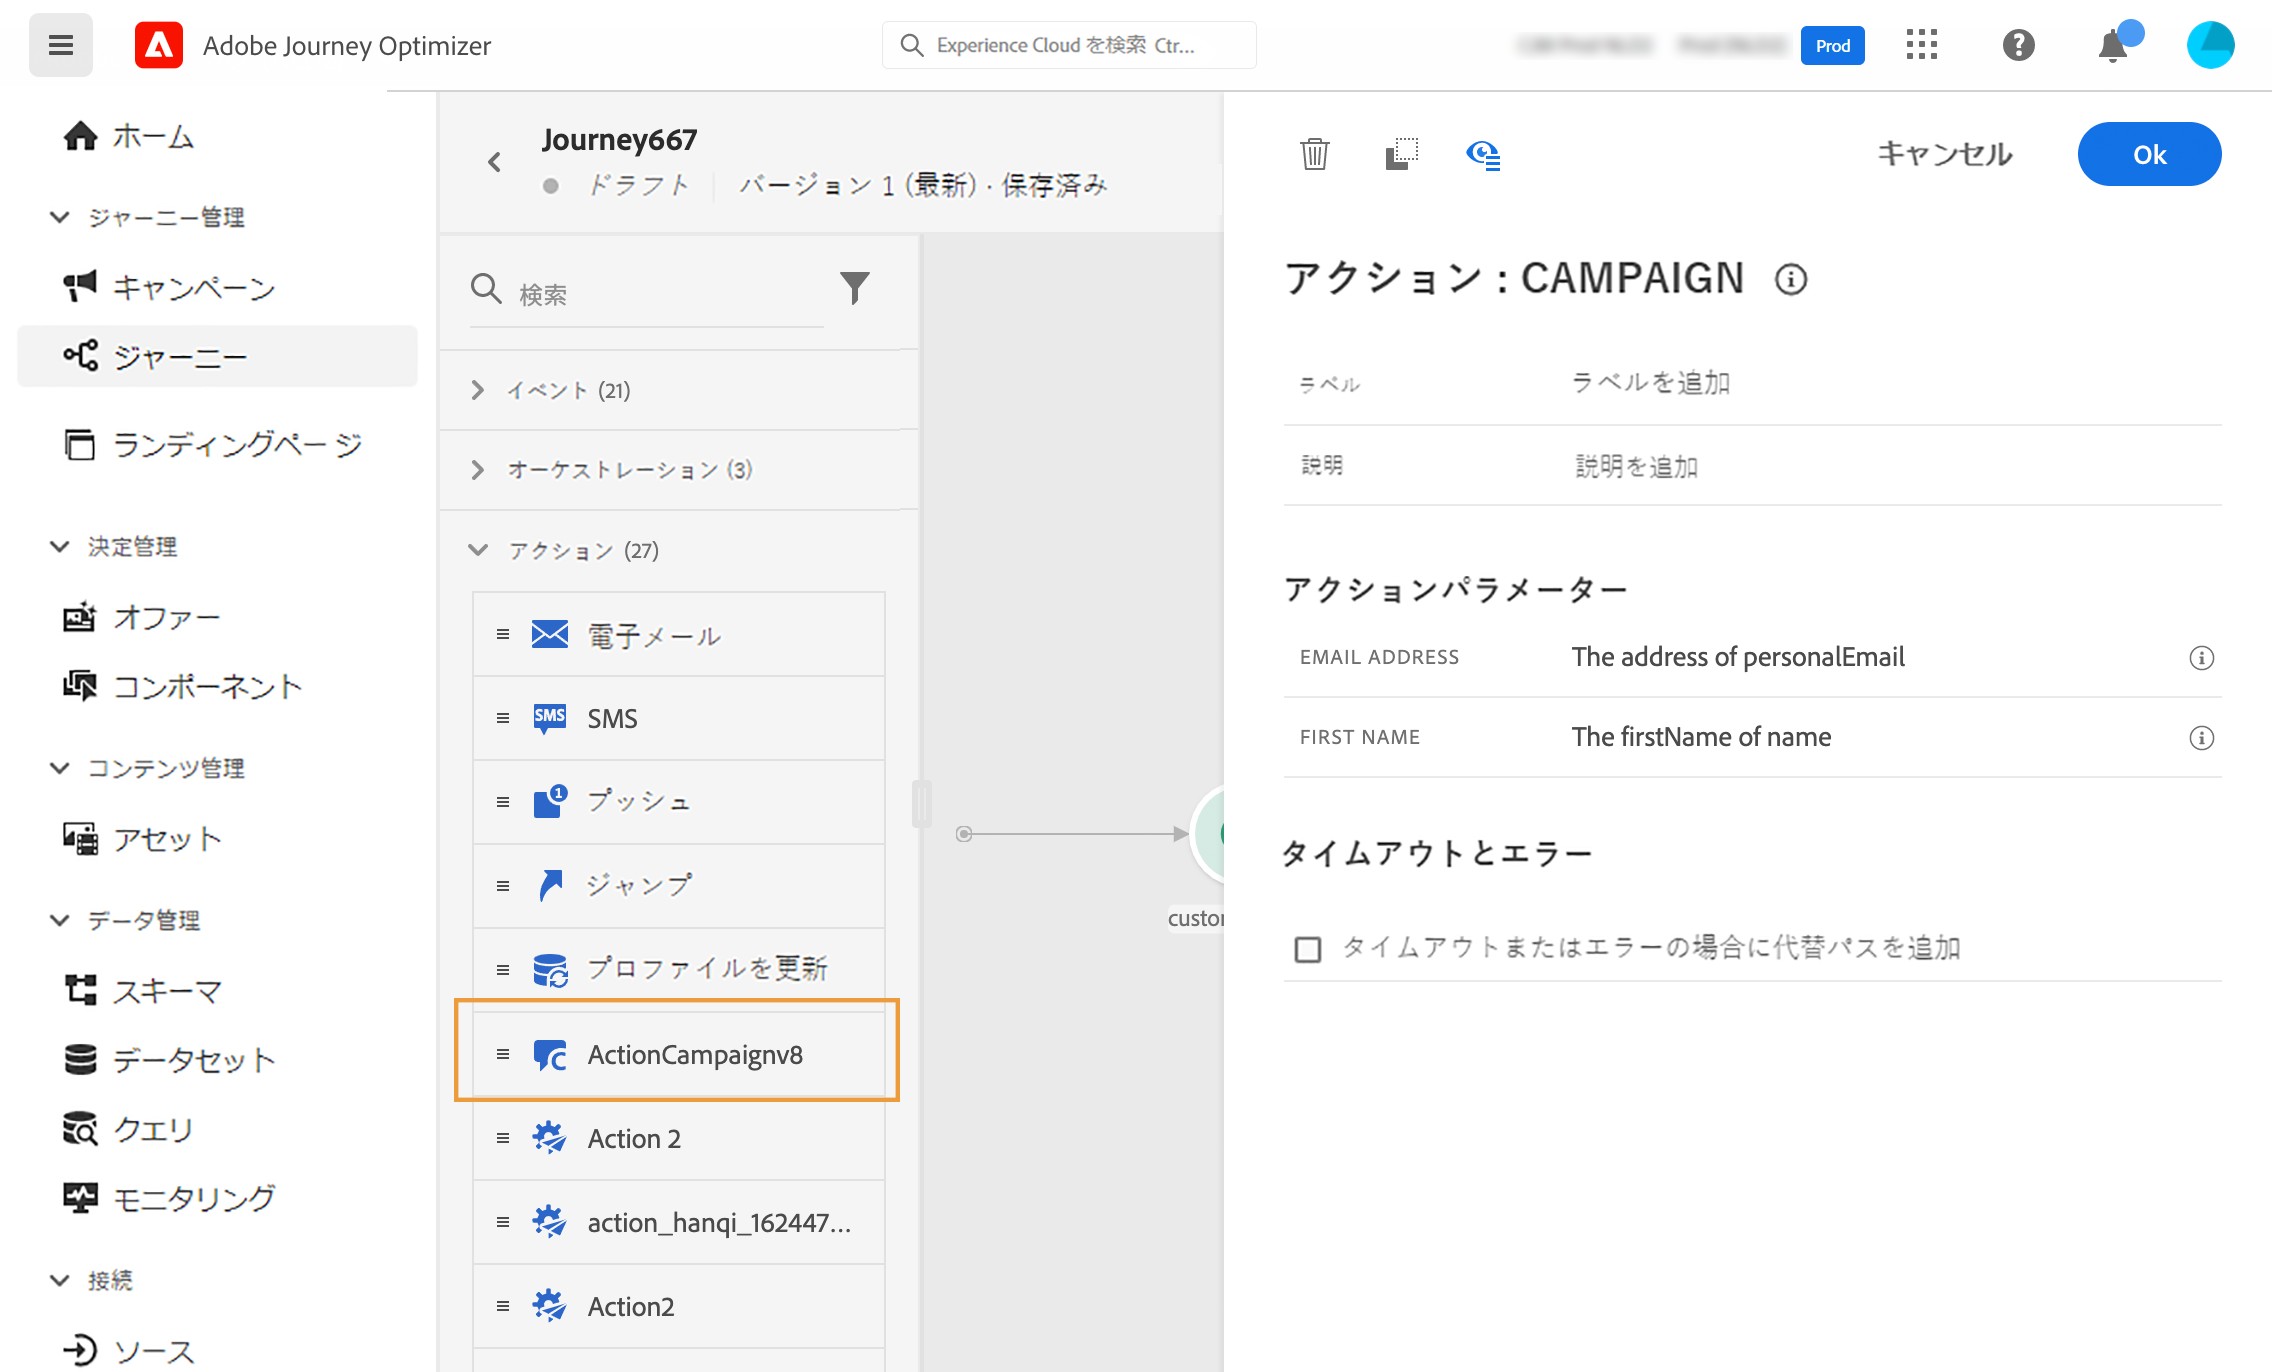 Adobe Journey Optimizer
Experience Cloud を検索 Ctr...
Prod
ホーム
ジャーニー管理
キャンペーン
ジャーニー
ランディングページ
決定管理
オファー
コンポーネント
コンテンツ管理
アセット
データ管理
スキーマ
データセット
クエリ
モニタリング
接続
ソース
Journey667
ドラフト バージョン 1 (最新) · 保存済み
検索
イベント (21)
オーケストレーション (3)
アクション (27)
電子メール
SMS SMS
1 プッシュ
ジャンプ
プロファイルを更新
ActionCampaignv8
Action 2
action_hanqi_162447...
Action2
キャンセル
Ok
アクション : CAMPAIGN
ラベル ラベルを追加
説明 説明を追加
アクションパラメーター
EMAIL ADDRESS The address of personalEmail
FIRST NAME The firstName of name
タイムアウトとエラー
タイムアウトまたはエラーの場合に代替パスを追加